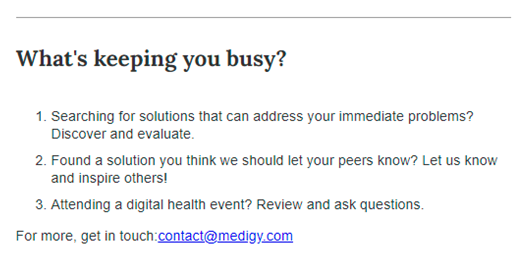 What's keeping you busy?
1. Searching for solutions that can address your immediate problems?
Discover and evaluate.
2. Found a solution you think we should let your peers know? Let us know
and inspire others!
3. Attending a digital health event? Review and ask questions.
For more, get in touch:contact@medigy.com